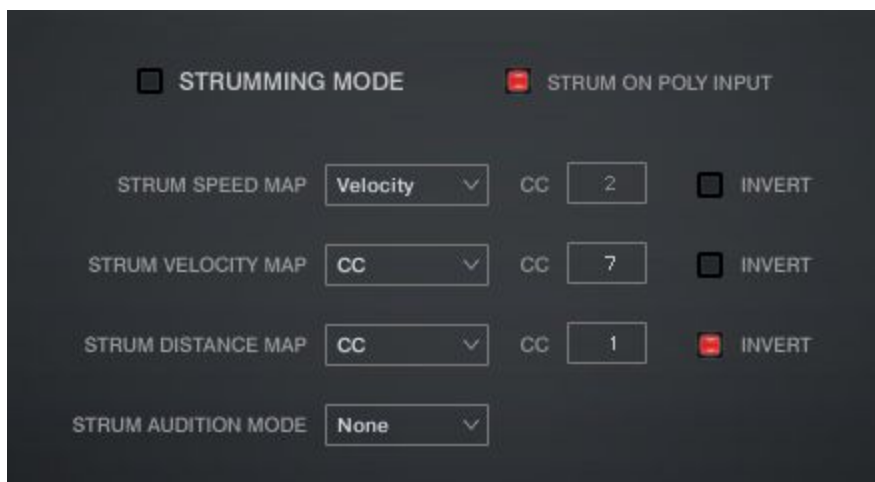 STRUMMING MODE STRUM ON POLY INPUT
STRUM SPEED MAP Velocity CC 2 INVERT
STRUM VELOCITY MAP CC CC 7 INVERT
STRUM DISTANCE MAP CC CC 1 INVERT
STRUM AUDITION MODE None